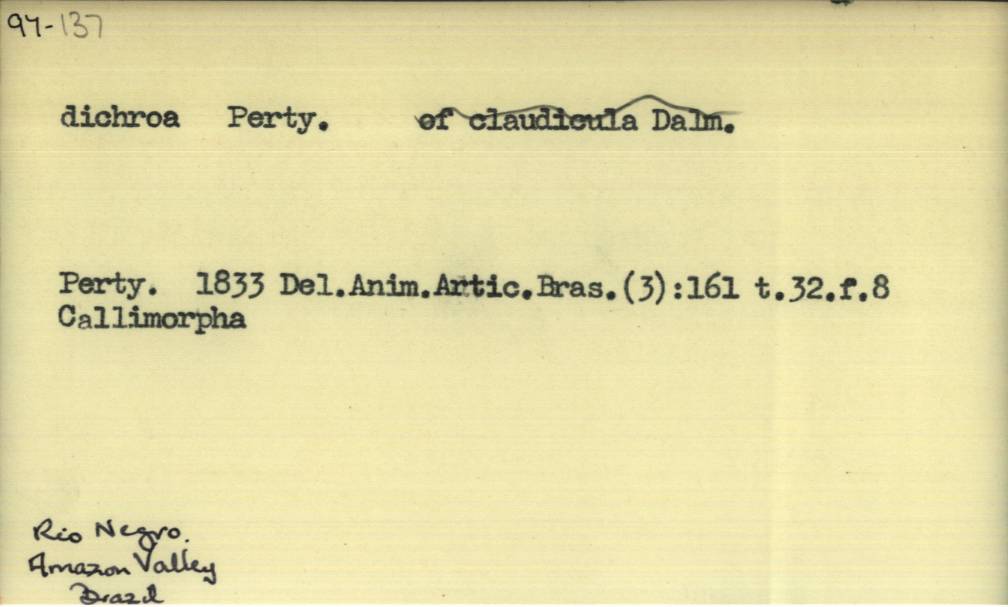 94-137
dichroa Perty. of claudicula Dalm.
Perty. 1833 Del.Anim.Artic.Bras.(3):161 t.32.f.8
Callimorpha
Rio Negro.
Amazon Valley
Brazil